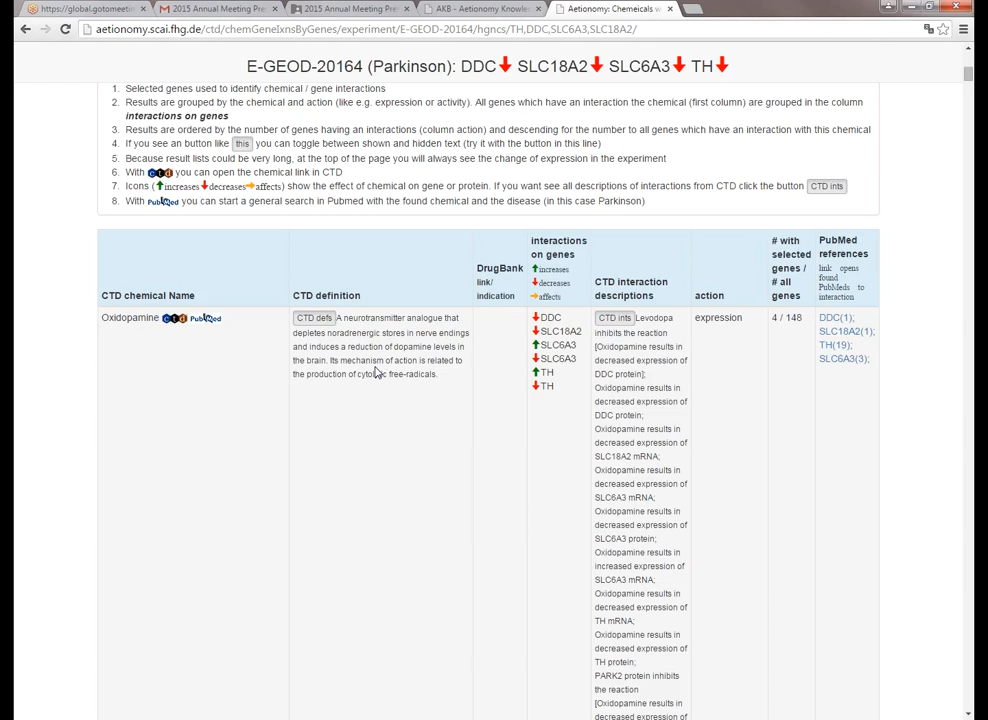 https://global.gotomeetin
2015 Annual Meeting Pres
2015 Annual Meeting Pre
AKB - Aetionomy Knowle
Aetionomy: Chemeicals w
aetionomy.scai.fhg.de/ctd/chemGeneIxnsByGenes/experiment/E-GEOD-20164/hgncs/TH,DDC,SLC6A3,SLC18A2/
E-GEOD-20164 (Parkinson): DDC SLC18A2 SLC6A3 TH
1. Selected genes used to identify chemical / gene interactions
2. Results are grouped by the chemical and action (like e.g. expression or activity). All genes which have an interaction the chemical (first column) are grouped in the column
interactions on genes
3. Results are ordered by the number of genes having an interactions (column action) and descending for the number to all genes which have an interaction with this chemical
4. If you see an button like this you can toggle between shown and hidden text (try it with the button in this line)
5. Because result lists could be very long, at the top of the page you will always see the change of expression in the experiment
6. With ctd you can open the chemical link in CTD
7. Icons ( increases decreases affects) show the effect of chemical on gene or protein. If you want see all descriptions of interactions from CTD click the button CTD ints
8. With PubMed you can start a general search in Pubmed with the found chemical and the disease (in this case Parkinson)
CTD chemical Name
CTD definition
DrugBank
link/
indication
interactions
on genes
increases
decreases
affects
CTD interaction
descriptions
action
# with
selected
genes /
# all
genes
PubMed
references
link opens
found
PubMeds to
interaction
Oxidopamine ctd PubMed
CTD defs A neurotransmitter analogue that
depletes noradrenergic stores in nerve endings
and induces a reduction of dopamine levels in
the brain. Its mechanism of action is related to
the production of cytolytic free-radicals.
DDC
SLC18A2
SLC6A3
SLC6A3
TH
TH
CTD ints Levodopa
inhibits the reaction
[Oxidopamine results in
decreased expression of
DDC protein];
Oxidopamine results in
decreased expression of
DDC protein;
Oxidopamine results in
decreased expression of
SLC18A2 mRNA;
Oxidopamine results in
decreased expression of
SLC6A3 mRNA;
Oxidopamine results in
decreased expression of
SLC6A3 protein;
Oxidopamine results in
increased expression of
SLC6A3 mRNA;
Oxidopamine results in
decreased expression of
TH mRNA;
Oxidopamine results in
decreased expression of
TH protein;
PARK2 protein inhibits
the reaction
[Oxidopamine results in
decreased expression of
expression
4 / 148
DDC(1);
SLC18A2(1);
TH(19);
SLC6A3(3);